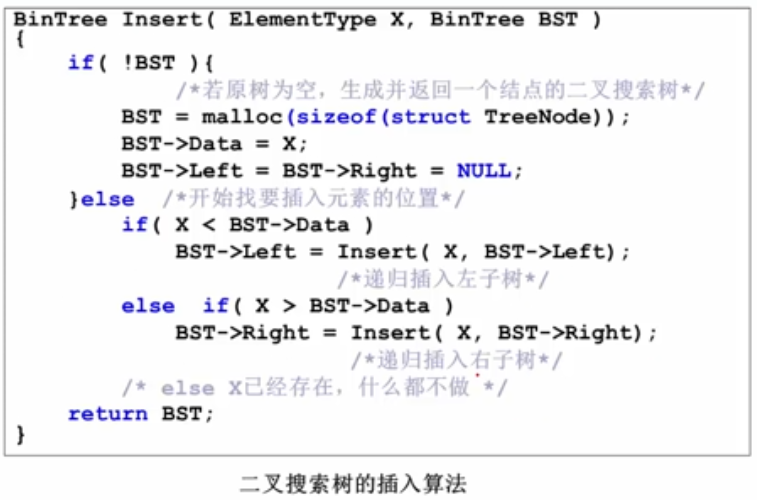 BinTree Insert( ElementType X, BinTree BST )
{
    if( !BST ){
            /*若原树为空，生成并返回一个结点的二叉搜索树*/
        BST = malloc(sizeof(struct TreeNode));
        BST->Data = X;
        BST->Left = BST->Right = NULL;
    }else  /*开始找要插入元素的位置*/
        if( X < BST->Data )
            BST->Left = Insert( X, BST->Left);
                        /*递归插入左子树*/
        else  if( X > BST->Data )
            BST->Right = Insert( X, BST->Right);
                         /*递归插入右子树*/
        /* else X已经存在，什么都不做 */
    return BST;
}
二叉搜索树的插入算法